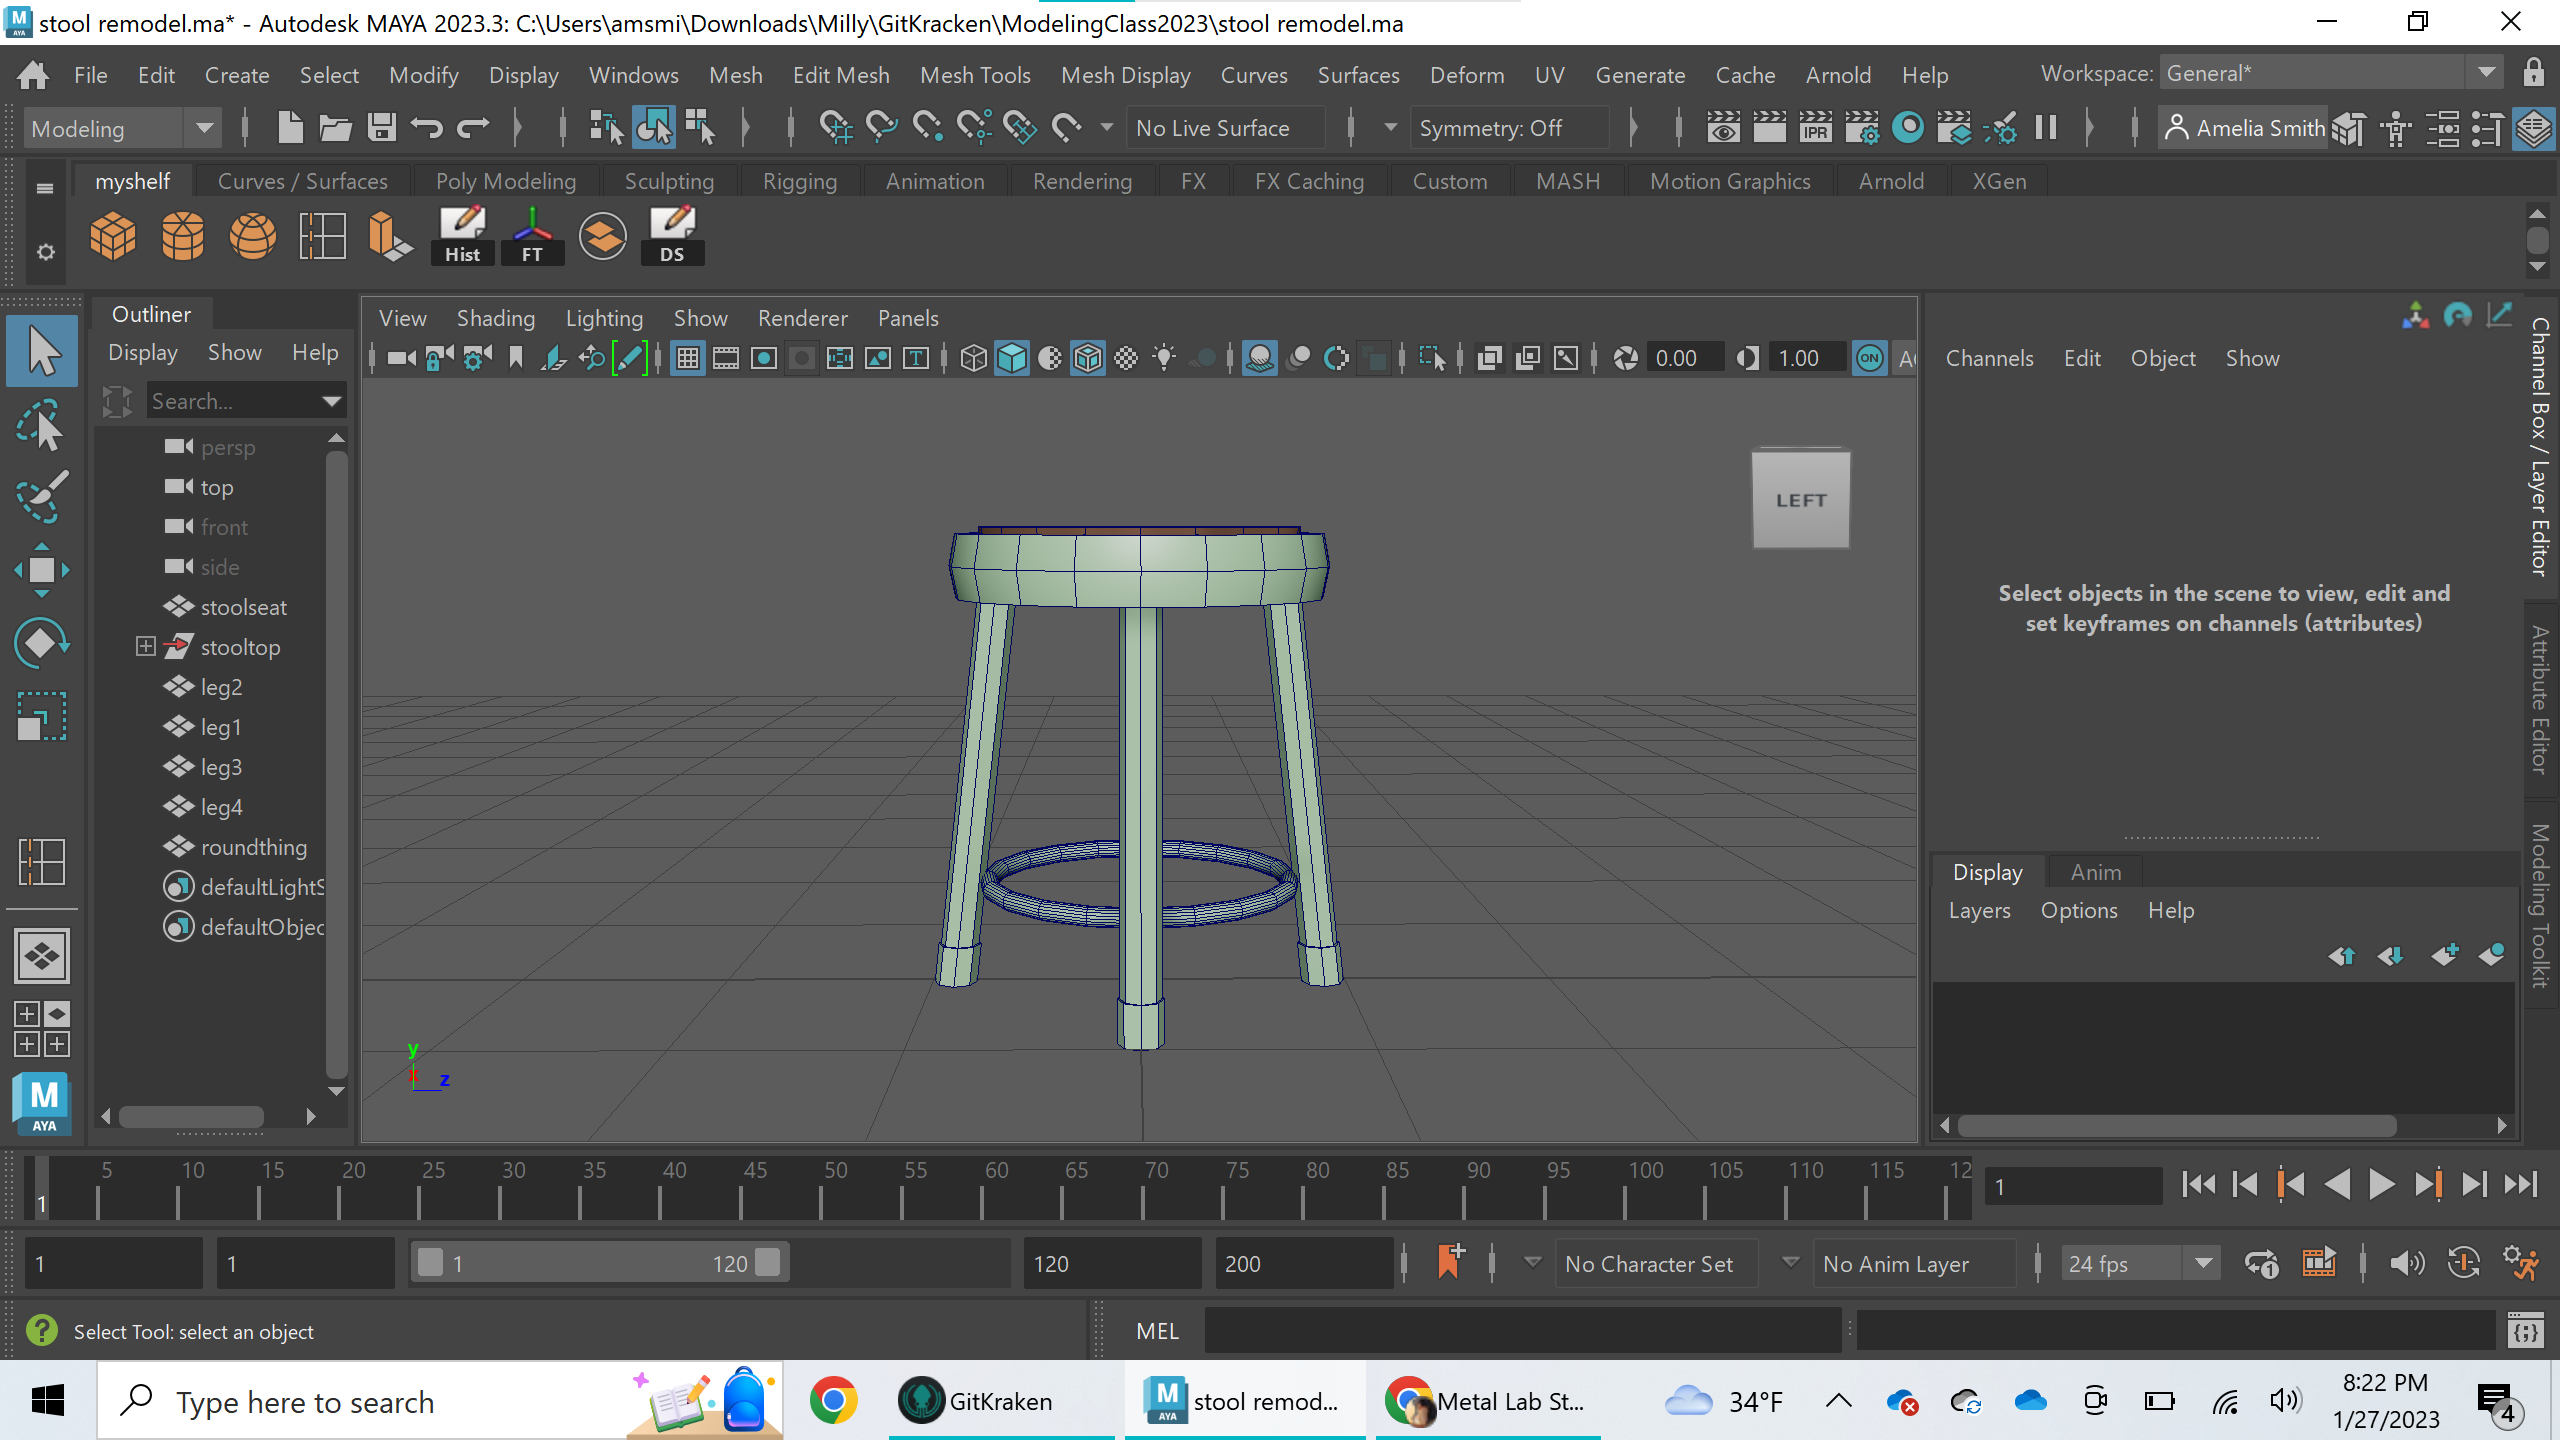 stool remodel.ma* - Autodesk MAYA 2023.3: C:\Users\amsmi\Downloads\Milly\GitKracken\ModelingClass2023\stool remodel.ma
File Edit Create Select Modify Display Windows Mesh Edit Mesh Mesh Tools Mesh Display Curves Surfaces Deform UV Generate Cache Arnold Help Workspace: General*
Modeling No Live Surface Symmetry: Off IPR Amelia Smith
myshelf Curves / Surfaces Poly Modeling Sculpting Rigging Animation Rendering FX FX Caching Custom MASH Motion Graphics Arnold XGen
Hist FT DS
Outliner
Display Show Help
Search...
persp
top
front
side
stoolseat
stooltop
leg2
leg1
leg3
leg4
roundthing
defaultLightS
defaultObjec
View Shading Lighting Show Renderer Panels
0.00 1.00 ON
LEFT
y
x z
Channels Edit Object Show
Select objects in the scene to view, edit and
set keyframes on channels (attributes)
Display Anim
Layers Options Help
Channel Box / Layer Editor
Attribute Editor
Modeling Toolkit
M
AYA
5 10 15 20 25 30 35 40 45 50 55 60 65 70 75 80 85 90 95 100 105 110 115 12
1 1
1 1 1 120 120 200 No Character Set No Anim Layer 24 fps
Select Tool: select an object MEL
Type here to search GitKraken stool remod... Metal Lab St... 34°F 8:22 PM
1/27/2023 4